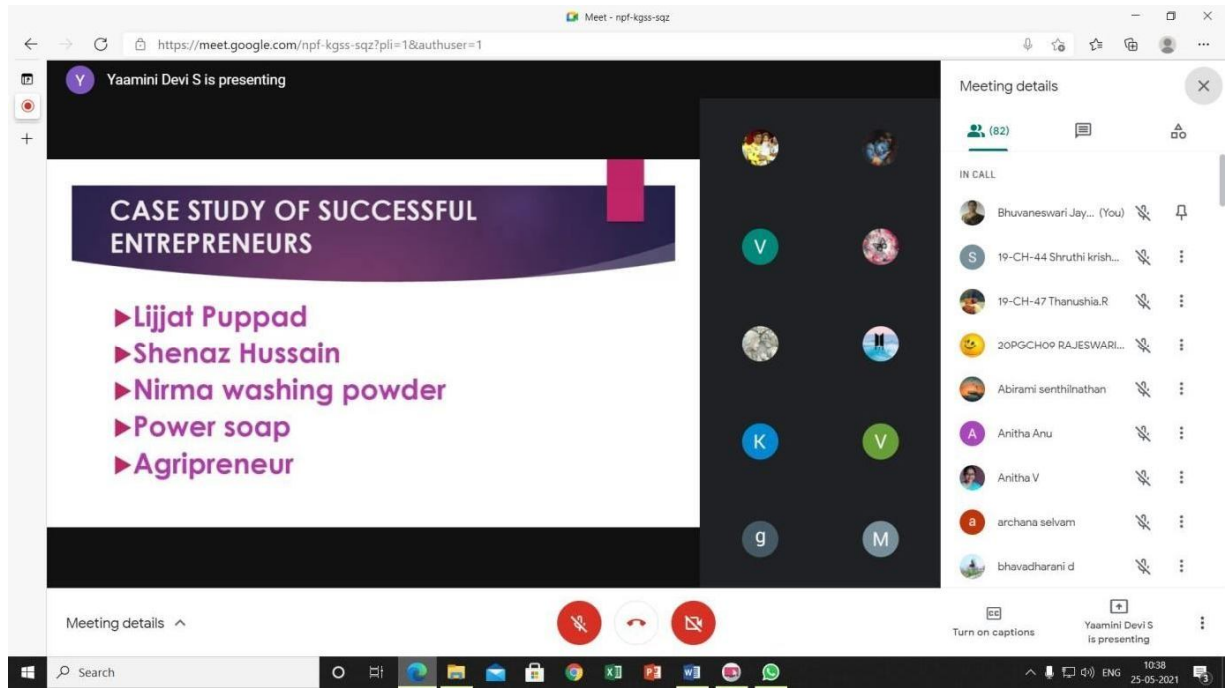 Meet - npf-kgss-sqz
https://meet.google.com/npf-kgss-sqz?pli=1&authuser=1
Y Yaamini Devi S is presenting
CASE STUDY OF SUCCESSFUL
ENTREPRENEURS
▶Lijjat Puppad
▶Shenaz Hussain
▶Nirma washing powder
▶Power soap
▶Agripreneur
V
K V
g M
Meeting details
(82)
IN CALL
Bhuvaneswari Jay... (You)
S 19-CH-44 Shruthi krish...
19-CH-47 Thanushia.R
20PGCH09 RAJESWARI...
Abirami senthilnathan
A Anitha Anu
Anitha V
a archana selvam
bhavadharani d
Meeting details
CC
Turn on captions
Yaamini Devi S
is presenting
Search
ENG
10:38
25-05-2021
3